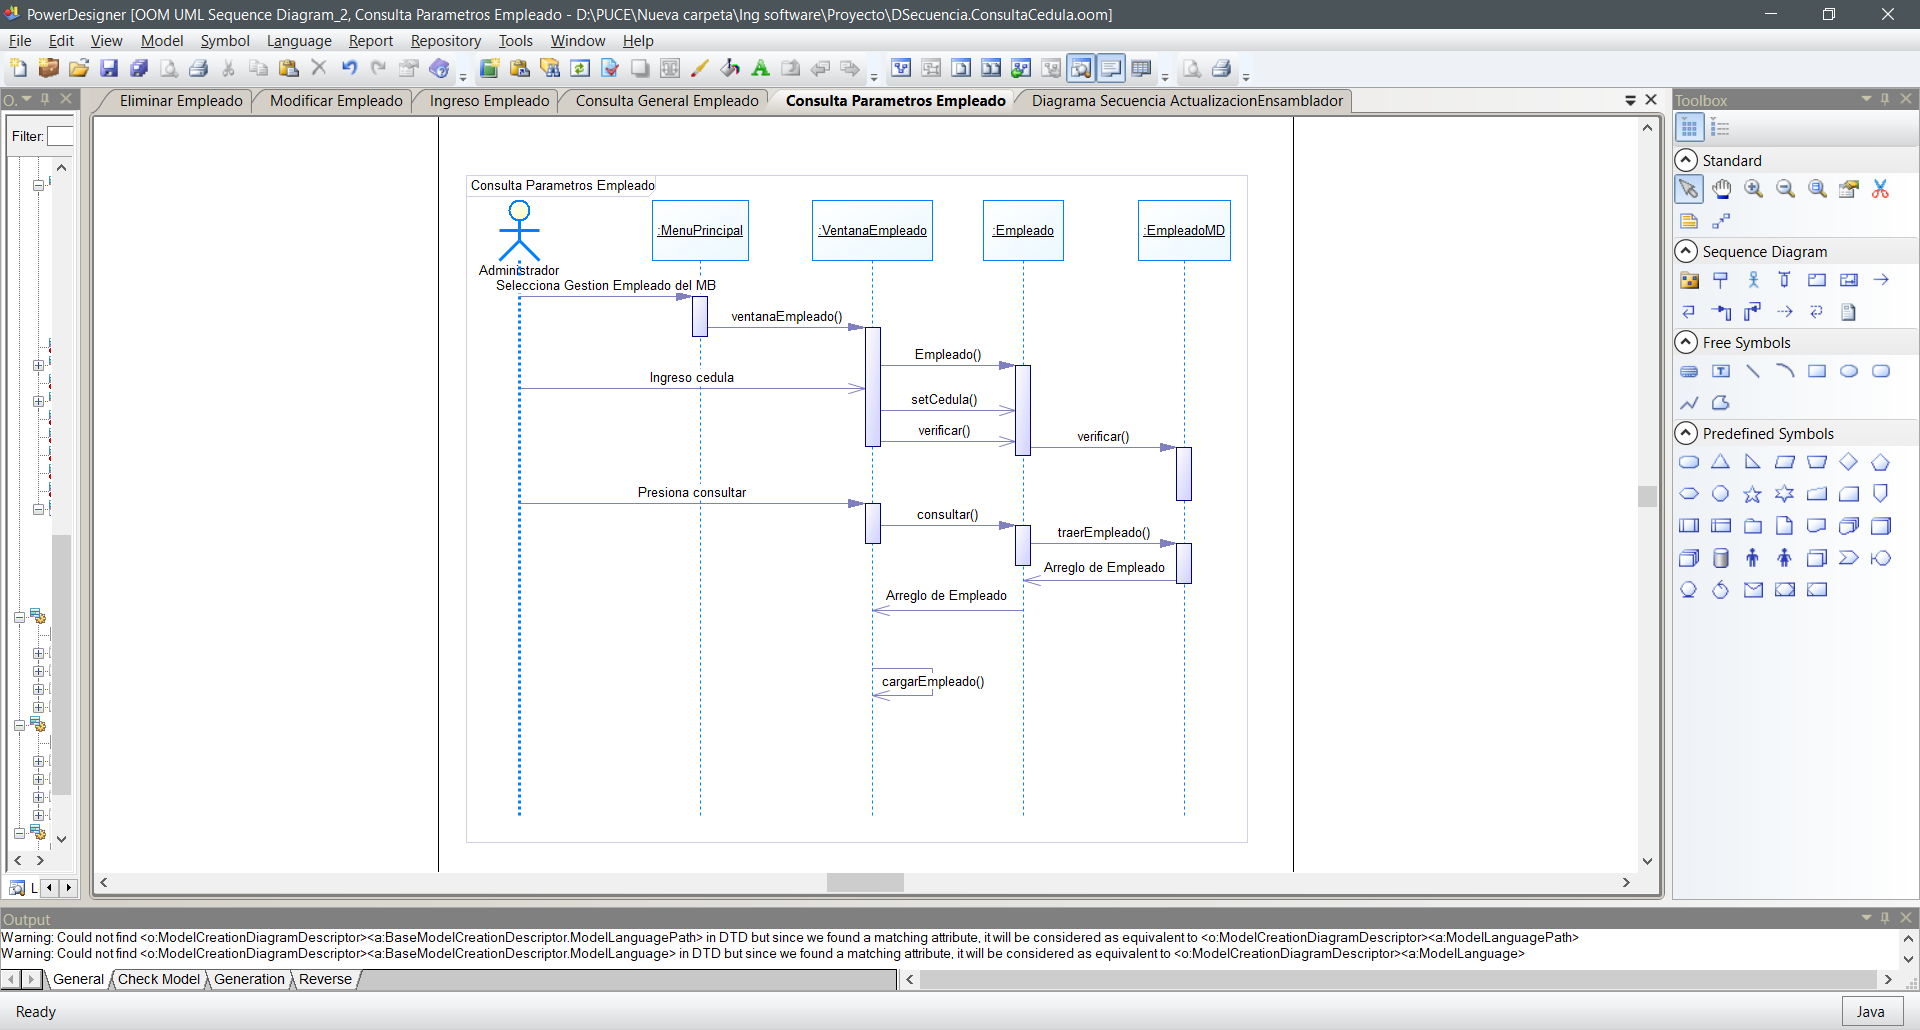 PowerDesigner [OOM UML Sequence Diagram_2, Consulta Parametros Empleado - D:\PUCE\Nueva carpeta\Ing software\Proyecto\DSecuencia.ConsultaCedula.oom]
File Edit View Model Symbol Language Report Repository Tools Window Help
O.
Eliminar Empleado Modificar Empleado Ingreso Empleado Consulta General Empleado Consulta Parametros Empleado Diagrama Secuencia ActualizacionEnsamblador
Toolbox
Filter:
Standard
Sequence Diagram
Free Symbols
Predefined Symbols
Consulta Parametros Empleado
:MenuPrincipal :VentanaEmpleado :Empleado :EmpleadoMD
Administrador
Selecciona Gestion Empleado del MB
ventanaEmpleado()
Empleado()
Ingreso cedula
setCedula()
verificar()
verificar()
Presiona consultar
consultar()
traerEmpleado()
Arreglo de Empleado
Arreglo de Empleado
cargarEmpleado()
L
Output
Warning: Could not find <o:ModelCreationDiagramDescriptor><a:BaseModelCreationDescriptor.ModelLanguagePath> in DTD but since we found a matching attribute, it will be considered as equivalent to <o:ModelCreationDiagramDescriptor><a:ModelLanguagePath>
Warning: Could not find <o:ModelCreationDiagramDescriptor><a:BaseModelCreationDescriptor.ModelLanguage> in DTD but since we found a matching attribute, it will be considered as equivalent to <o:ModelCreationDiagramDescriptor><a:ModelLanguage>
General Check Model Generation Reverse
Ready
Java